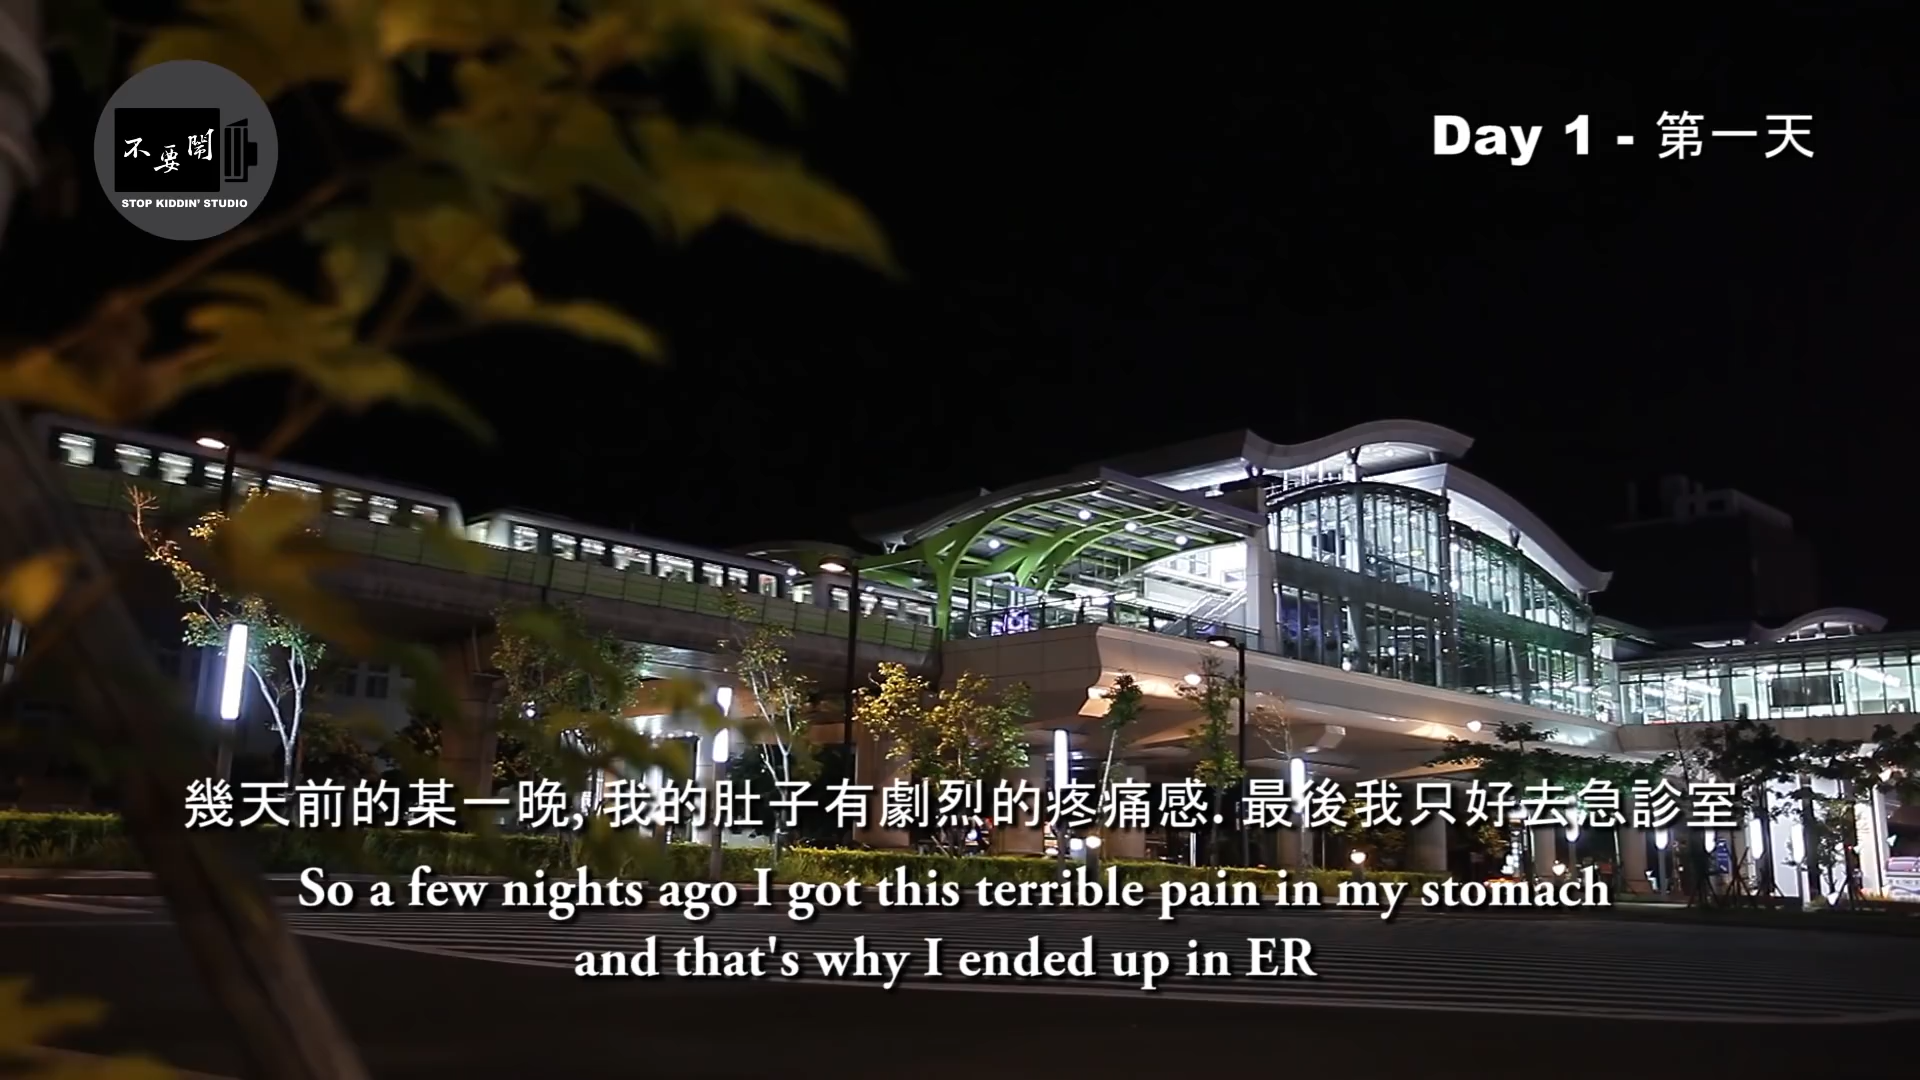 不要鬧
STOP KIDDIN' STUDIO
Day 1 - 第一天
幾天前的某一晚, 我的肚子有劇烈的疼痛感. 最後我只好去急診室
So a few nights ago I got this terrible pain in my stomach
and that's why I ended up in ER